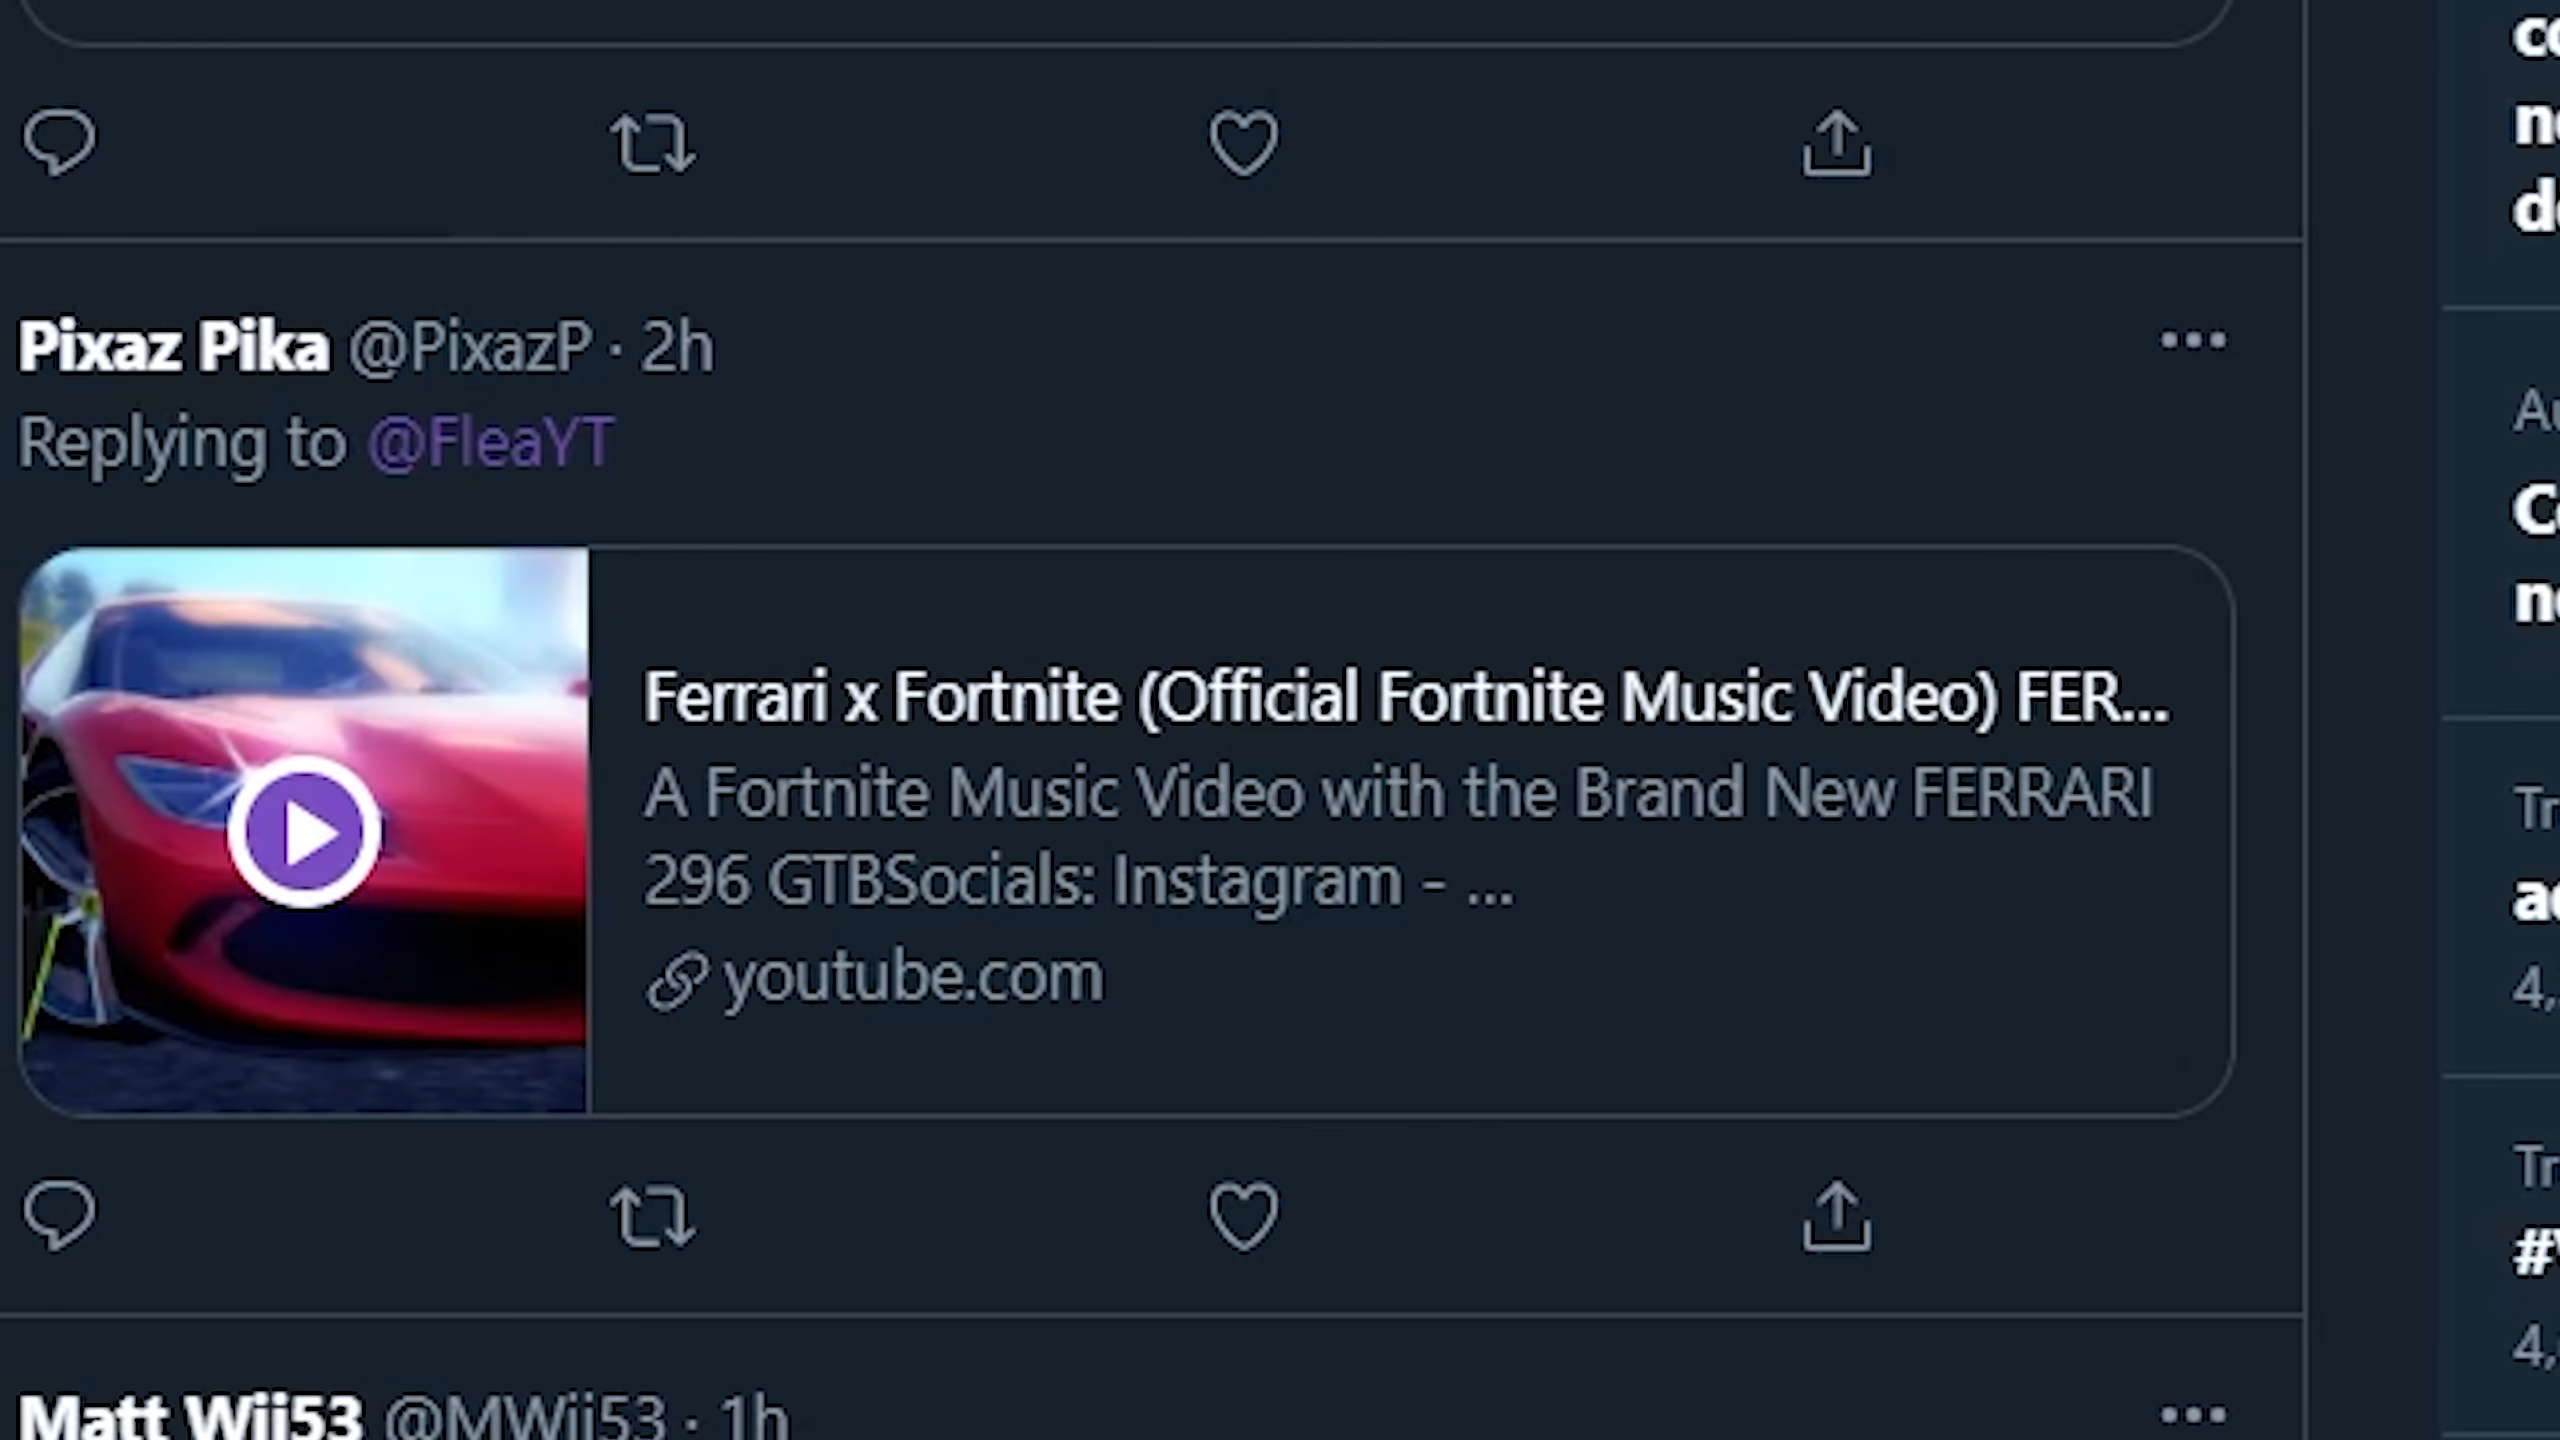 Pixaz Pika @PixazP · 2h
Replying to @FleaYT
Ferrari x Fortnite (Official Fortnite Music Video) FER...
A Fortnite Music Video with the Brand New FERRARI
296 GTBSocials: Instagram - ...
youtube.com
Matt Wii53 @MWii53 · 1h